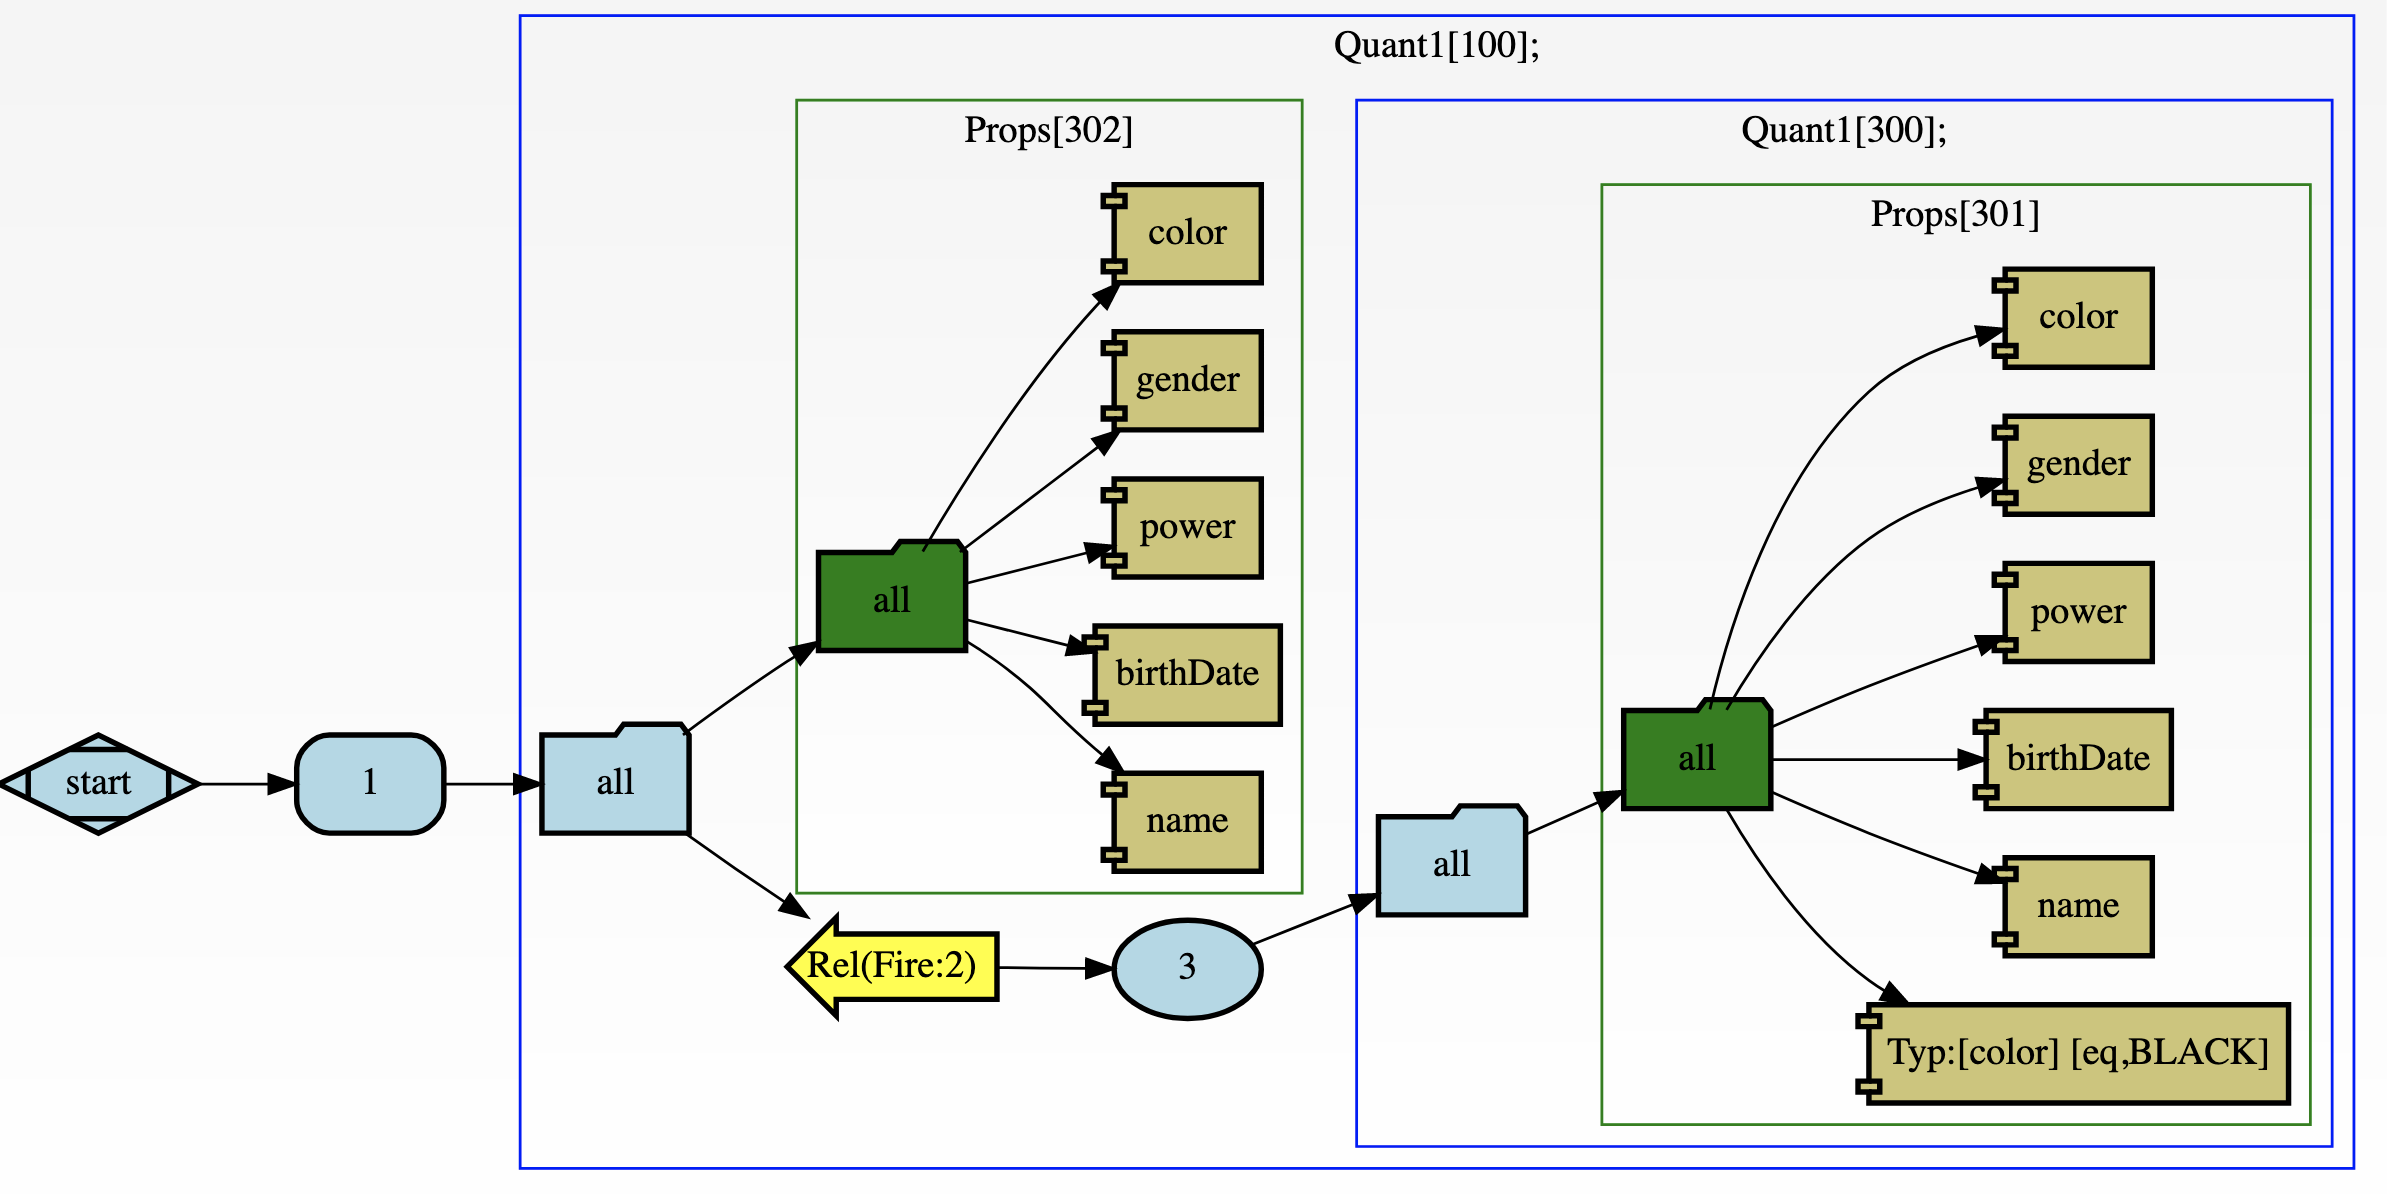 Quant1[100];
Props[302]
Quant1[300];
Props[301]
color
gender
power
birthDate
name
all
start
1
all
Rel(Fire:2)
3
all
all
color
gender
power
birthDate
name
Typ:[color] [eq,BLACK]